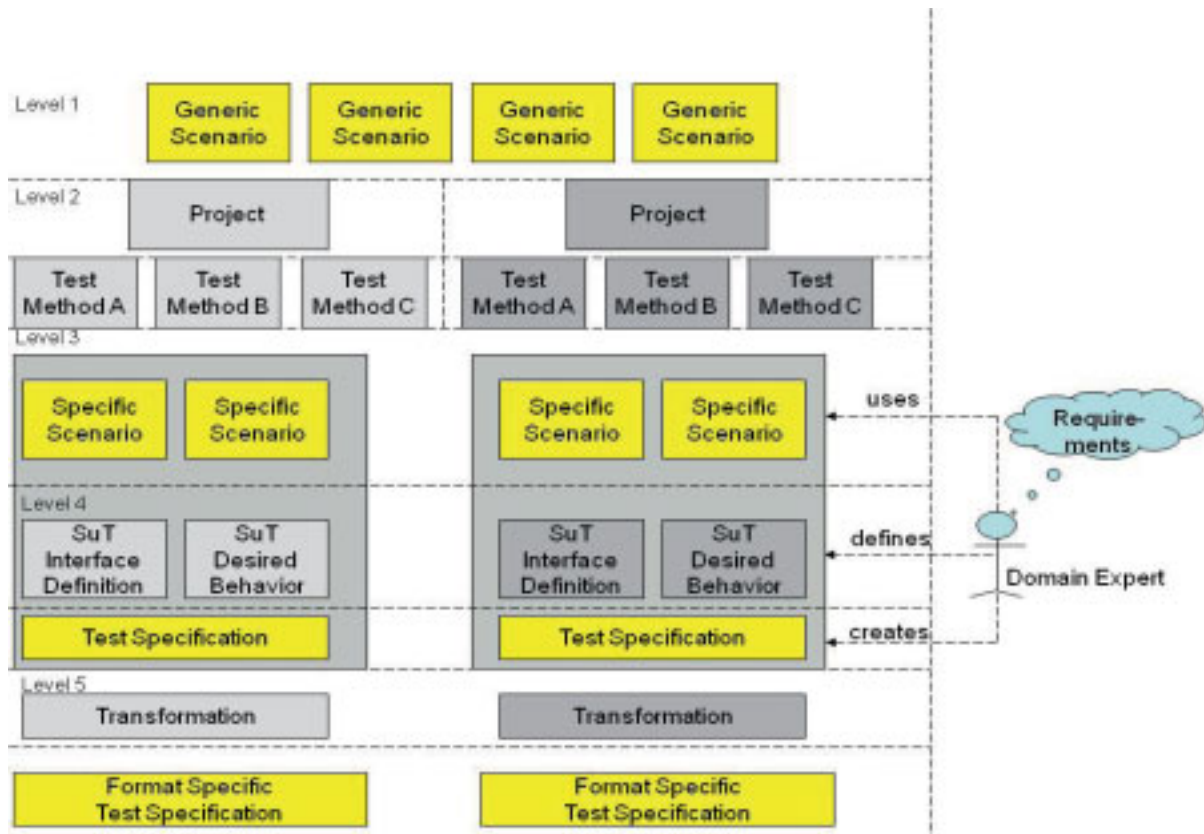 Level 1
Generic
Scenario
Generic
Scenario
Generic
Scenario
Generic
Scenario
Level 2
Project
Project
Test
Method A
Test
Method B
Test
Method C
Test
Method A
Test
Method B
Test
Method C
Level 3
Specific
Scenario
Specific
Scenario
Specific
Scenario
Specific
Scenario
uses
Require-
ments
Level 4
SuT
Interface
Definition
SuT
Desired
Behavior
SuT
Interface
Definition
SuT
Desired
Behavior
defines
Domain Expert
Test Specification
Test Specification
creates
Level 5
Transformation
Transformation
Format Specific
Test Specification
Format Specific
Test Specification